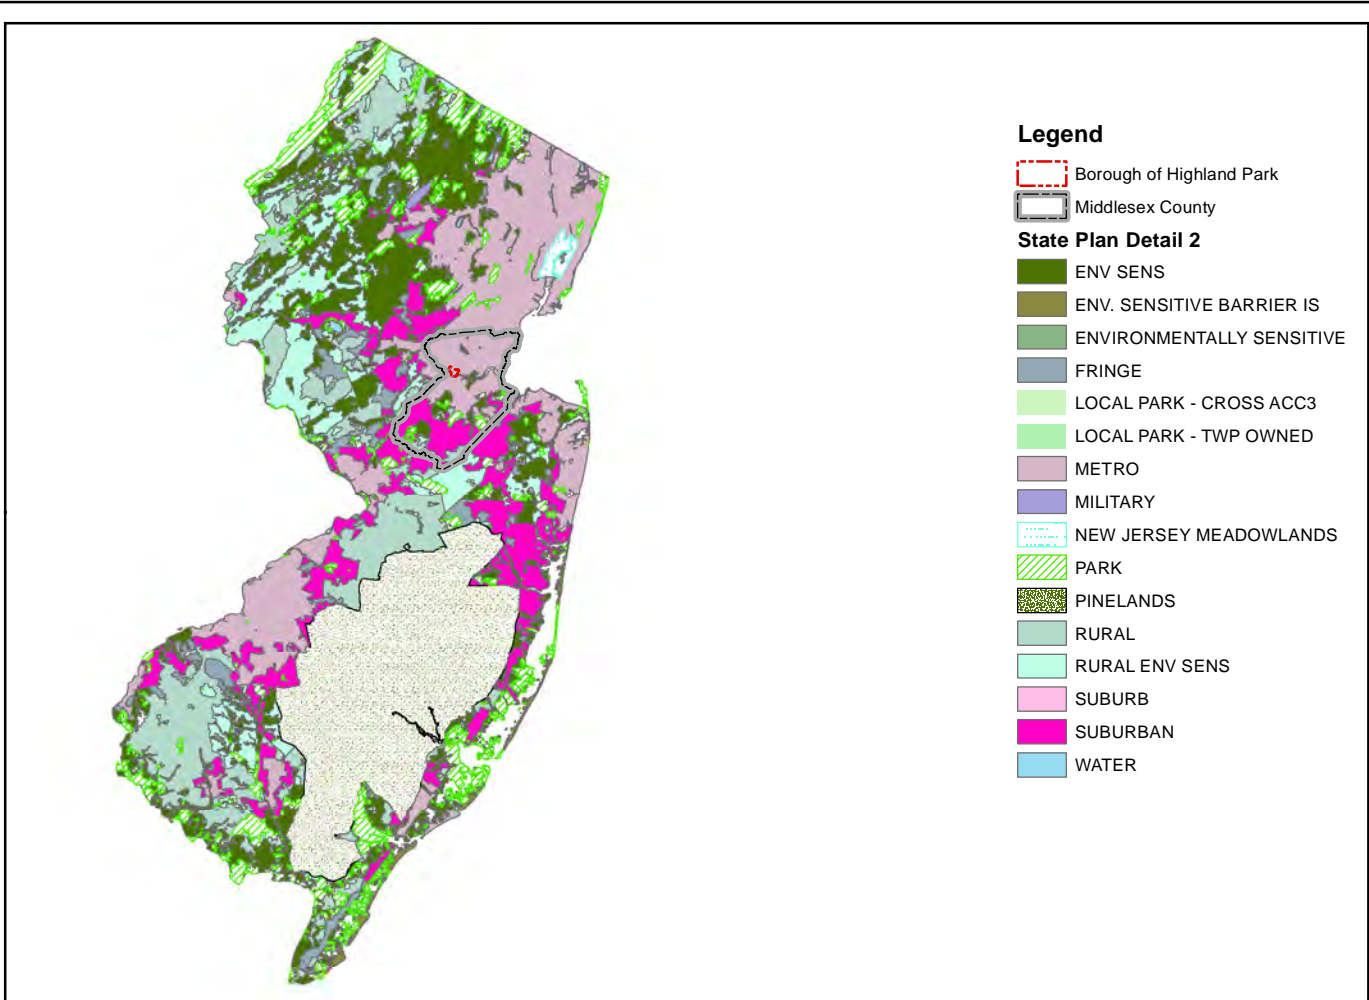 Legend
Borough of Highland Park
Middlesex County
State Plan Detail 2
ENV SENS
ENV. SENSITIVE BARRIER IS
ENVIRONMENTALLY SENSITIVE
FRINGE
LOCAL PARK - CROSS ACC3
LOCAL PARK - TWP OWNED
METRO
MILITARY
NEW JERSEY MEADOWLANDS
PARK
PINELANDS
RURAL
RURAL ENV SENS
SUBURB
SUBURBAN
WATER